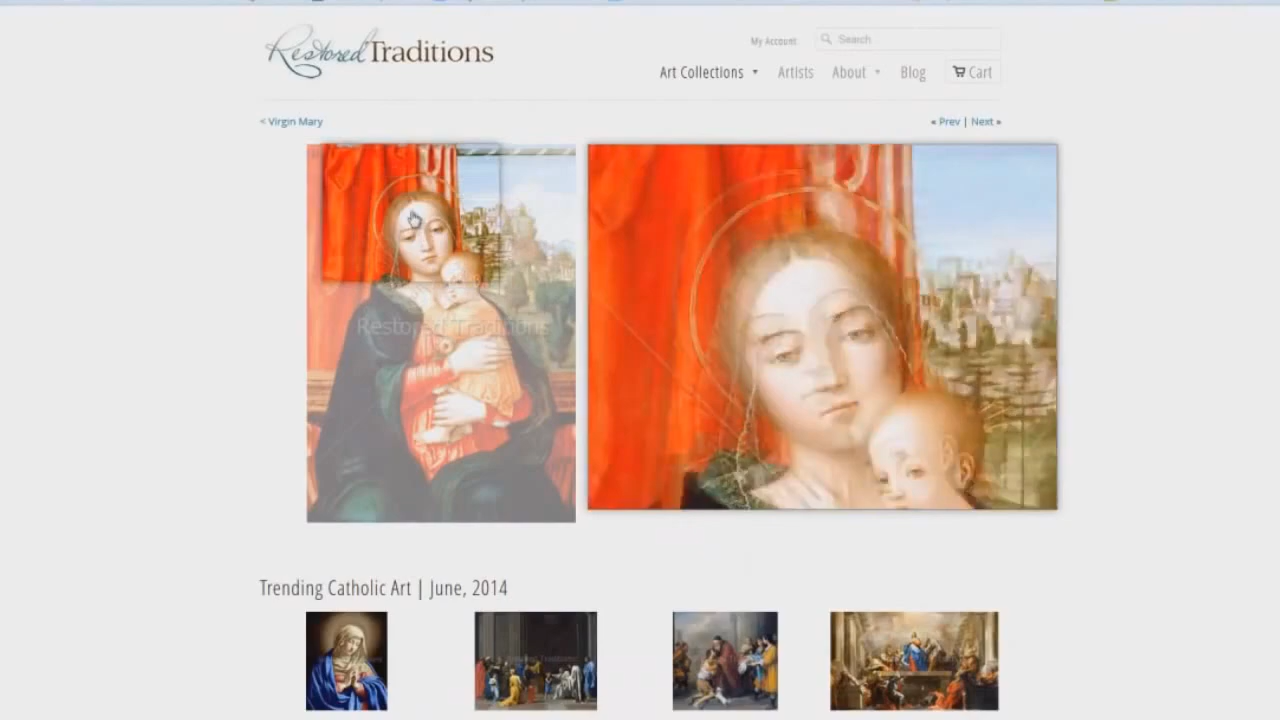 Restored Traditions
My Account
Search
Art Collections
Artists
About
Blog
Cart
< Virgin Mary
« Prev | Next »
Restored Traditions
Trending Catholic Art | June, 2014